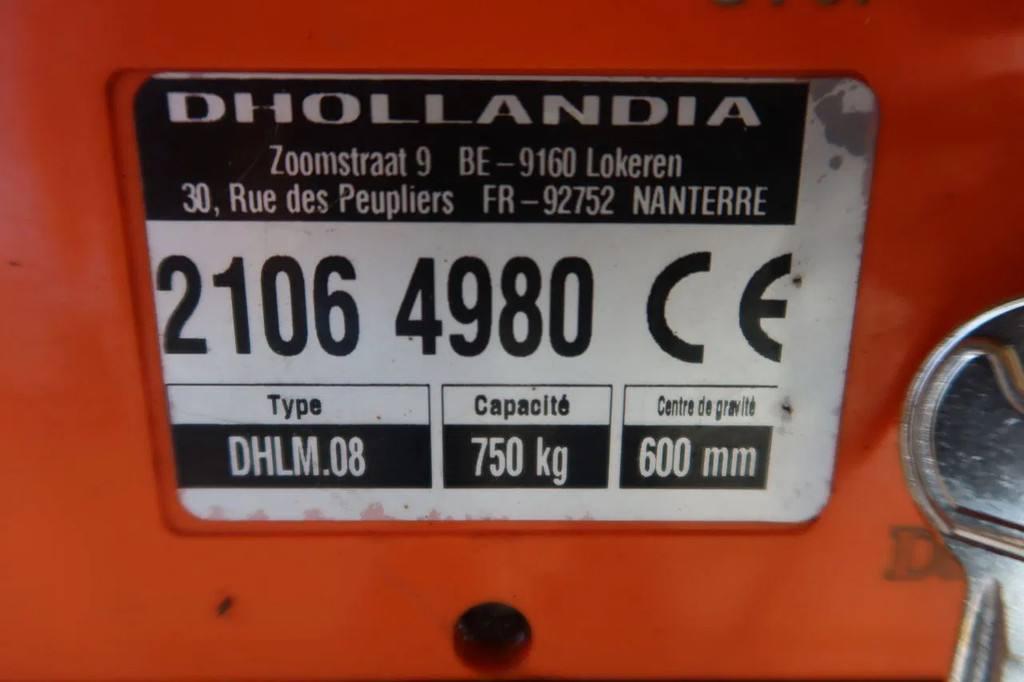 DHOLLANDIA
Zoomstraat 9 BE-9160 Lokeren
30, Rue des Peupliers FR-92752 NANTERRE
2106 4980 CE
Type Capacité Centre de gravité
DHLM.08 750 kg 600 mm